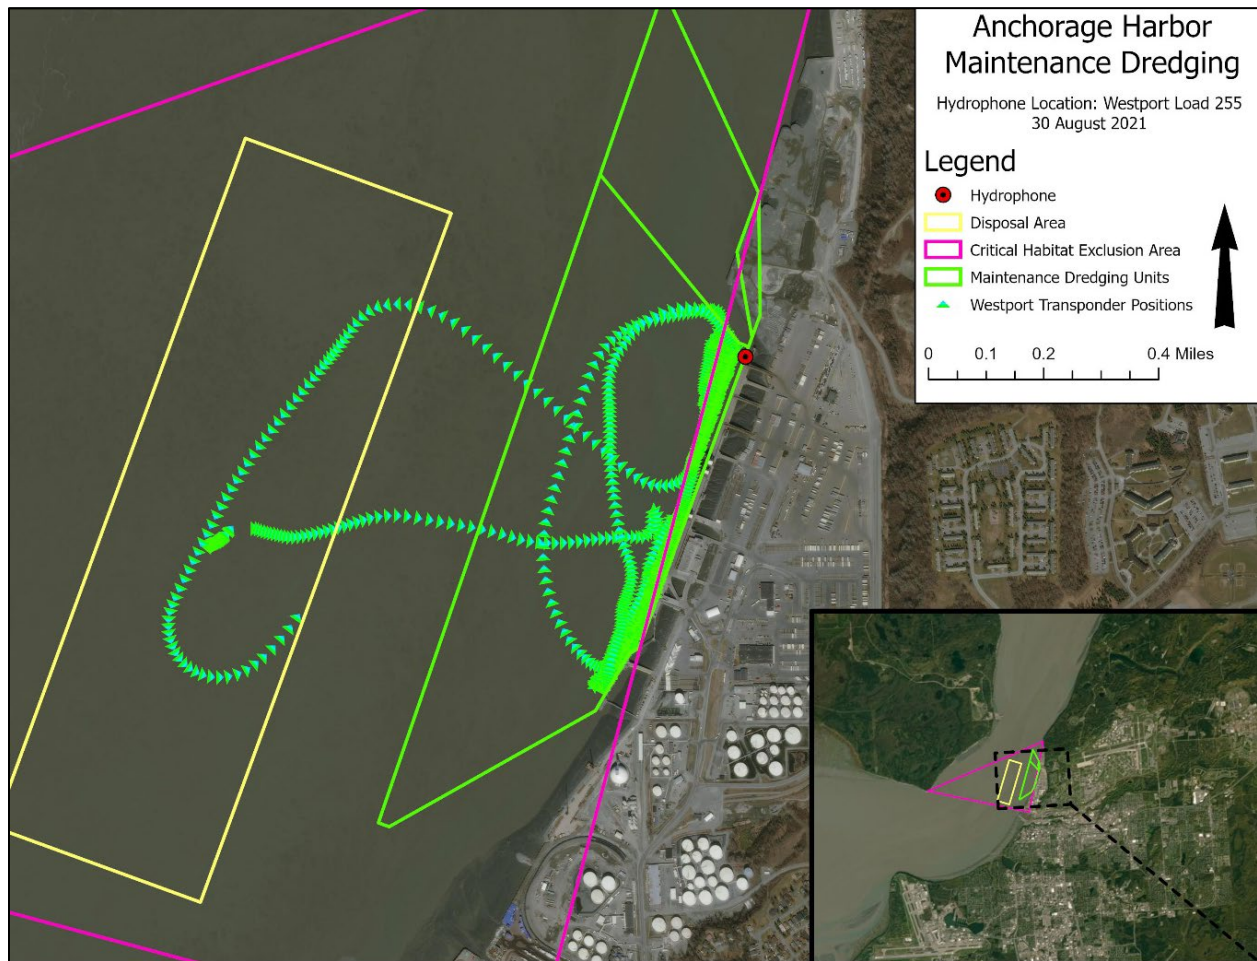 Anchorage Harbor
Maintenance Dredging
Hydrophone Location: Westport Load 255
30 August 2021
Legend
Hydrophone
Disposal Area
Critical Habitat Exclusion Area
Maintenance Dredging Units
Westport Transponder Positions
0 0.1 0.2 0.4 Miles